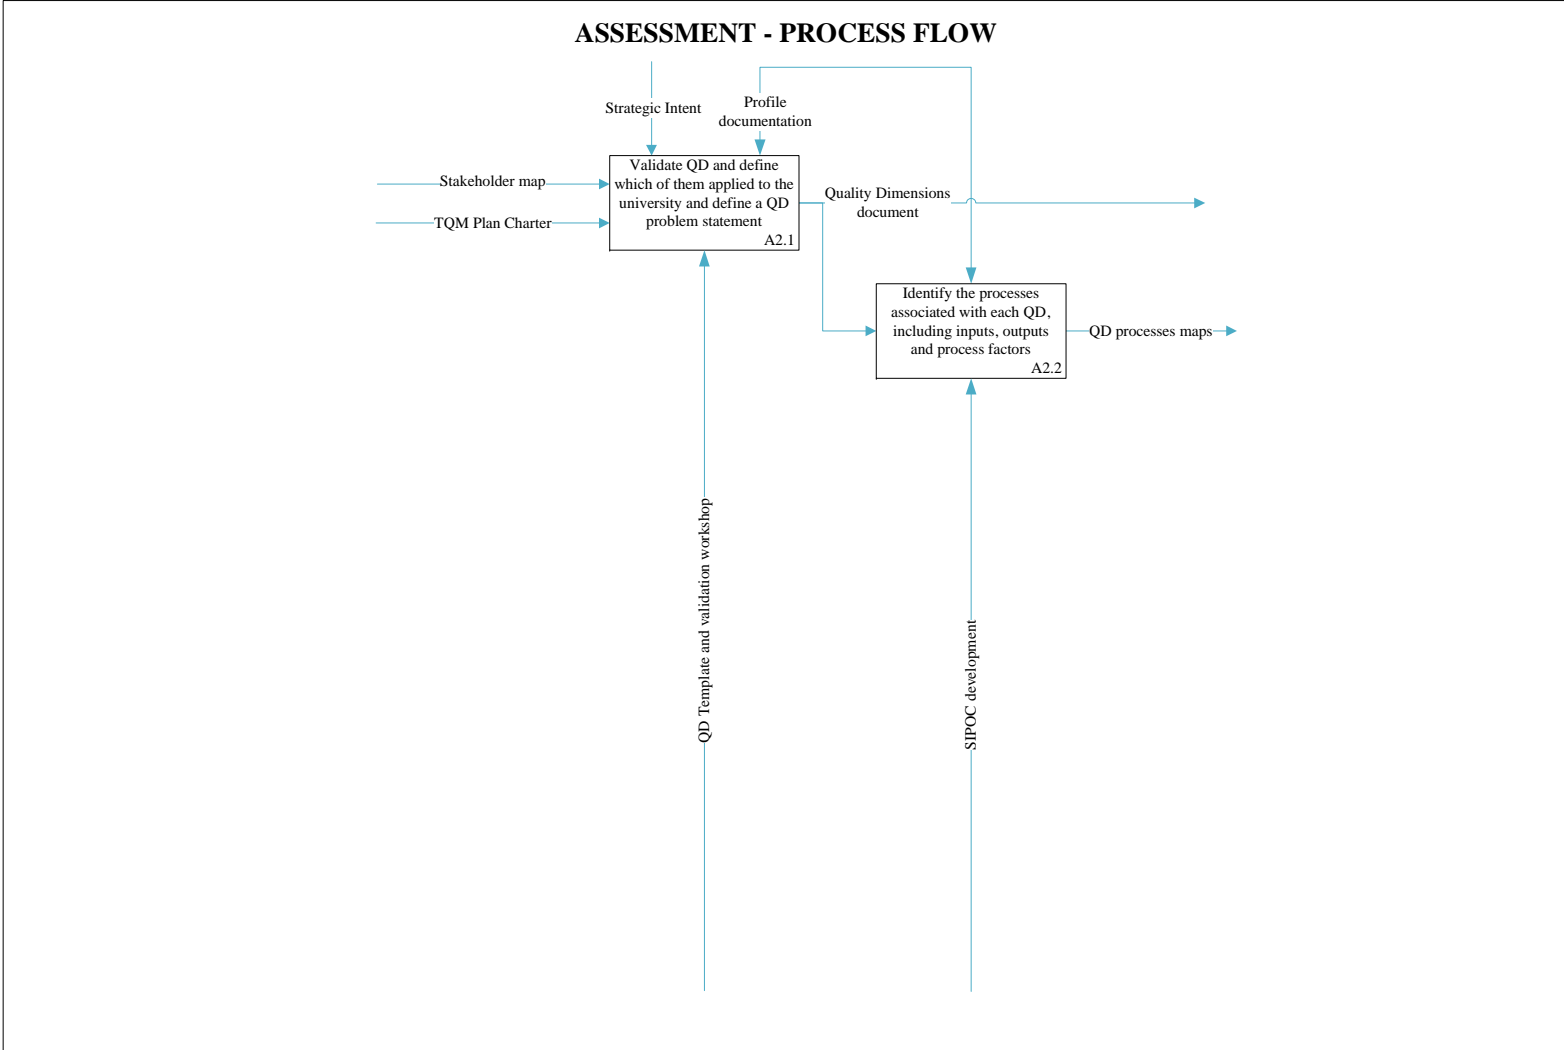 ASSESSMENT - PROCESS FLOW
Strategic Intent
Profile
documentation
Stakeholder map
TQM Plan Charter
Validate QD and define
which of them applied to the
university and define a QD
problem statement
A2.1
Quality Dimensions
document
Identify the processes
associated with each QD,
including inputs, outputs
and process factors
A2.2
QD processes maps
QD Template and validation workshop
SIPOC development